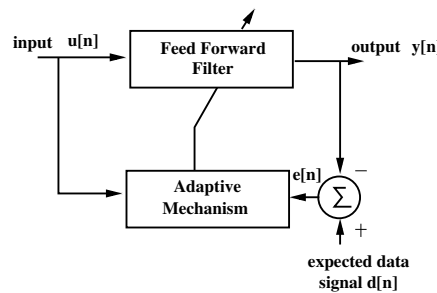 input u[n]
Feed Forward
Filter
output y[n]
−
e[n]
Adaptive
Mechanism
Σ
+
expected data
signal d[n]